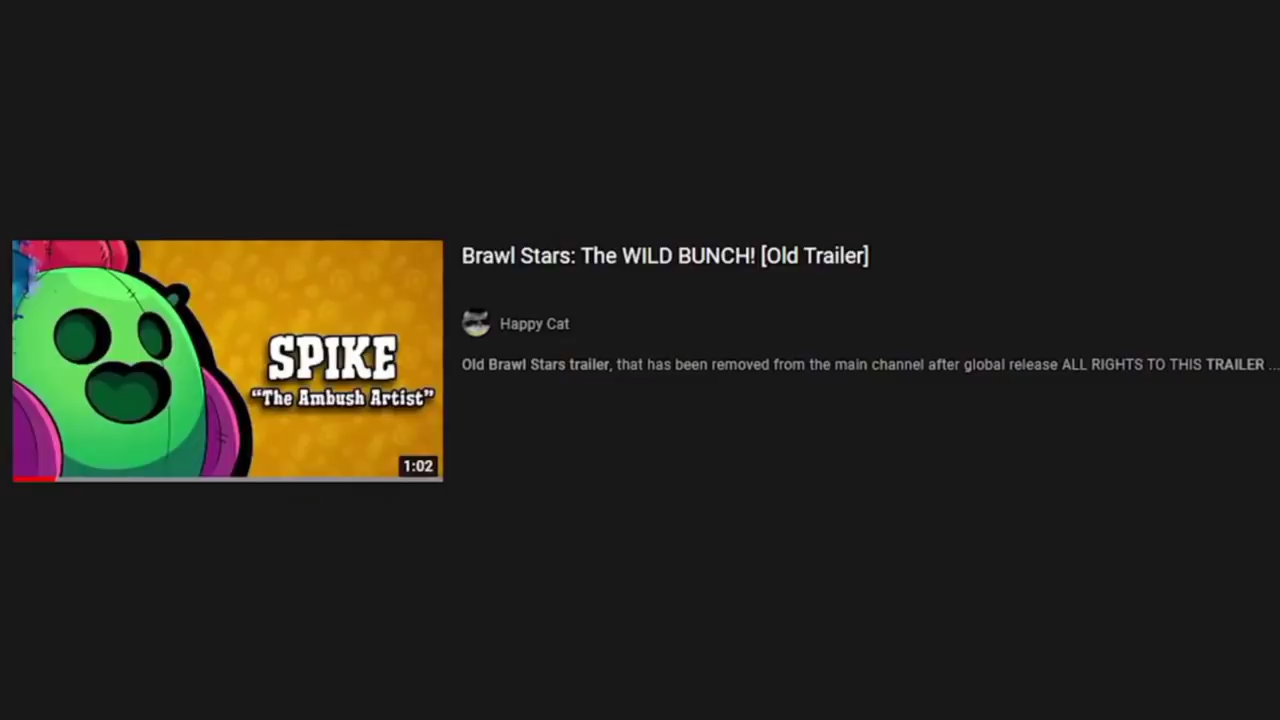 Brawl Stars: The WILD BUNCH! [Old Trailer]
SPIKE
“The Ambush Artist”
1:02
Happy Cat
Old Brawl Stars trailer, that has been removed from the main channel after global release ALL RIGHTS TO THIS TRAILER ...